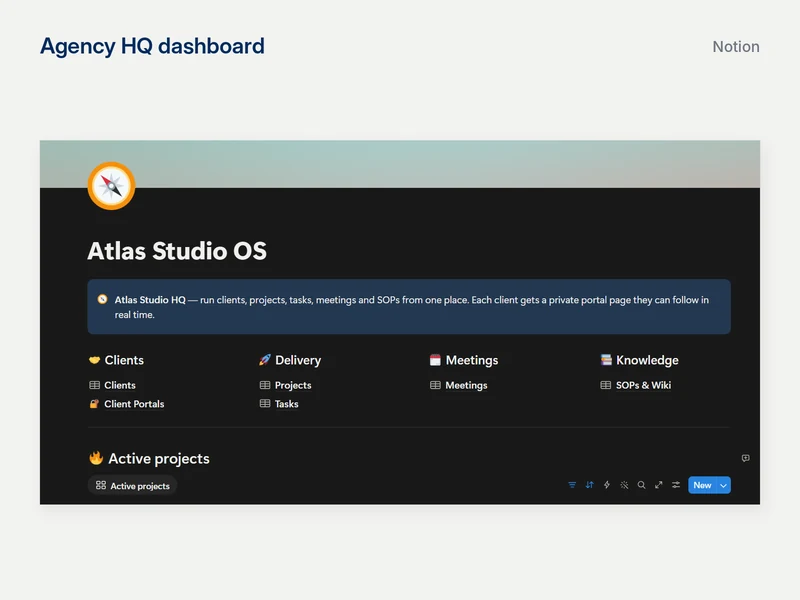 Agency HQ dashboard
Notion
Atlas Studio OS
Atlas Studio HQ — run clients, projects, tasks, meetings and SOPs from one place. Each client gets a private portal page they can follow in
real time.
Clients
Delivery
Meetings
Knowledge
Clients
Projects
Meetings
SOPs & Wiki
Client Portals
Tasks
Active projects
Active projects
New